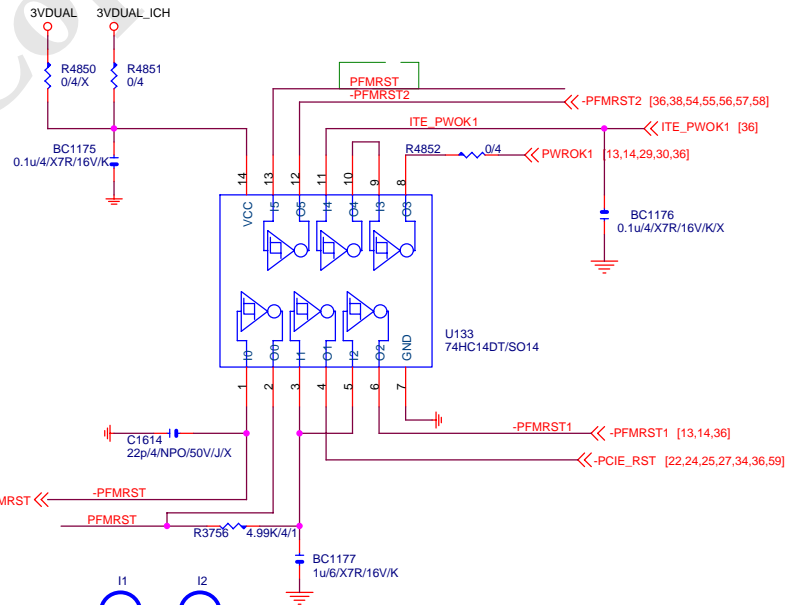 3VDUAL 3VDUAL_ICH
R4850
0/4/X
R4851
0/4
BC1175
0.1u/4/X7R/16V/K
PFMRST
-PFMRST2
-PFMRST2 [36,38,54,55,56,57,58]
ITE_PWOK1
ITE_PWOK1 [36]
R4852 0/4
PWROK1 [13,14,29,30,36]
BC1176
0.1u/4/X7R/16V/K/X
14 13 12 11 10 9 8
VCC I5 O5 I4 O4 I3 O3
U133
74HC14DT/SO14
I0 O0 I1 O1 I2 O2 GND
1 2 3 4 5 6 7
C1614
22p/4/NPO/50V/J/X
-PFMRST1
-PFMRST1 [13,14,36]
-PCIE_RST [22,24,25,27,34,36,59]
MRST
-PFMRST
PFMRST
R3756 4.99K/4/1
BC1177
1u/6/X7R/16V/K
I1 I2